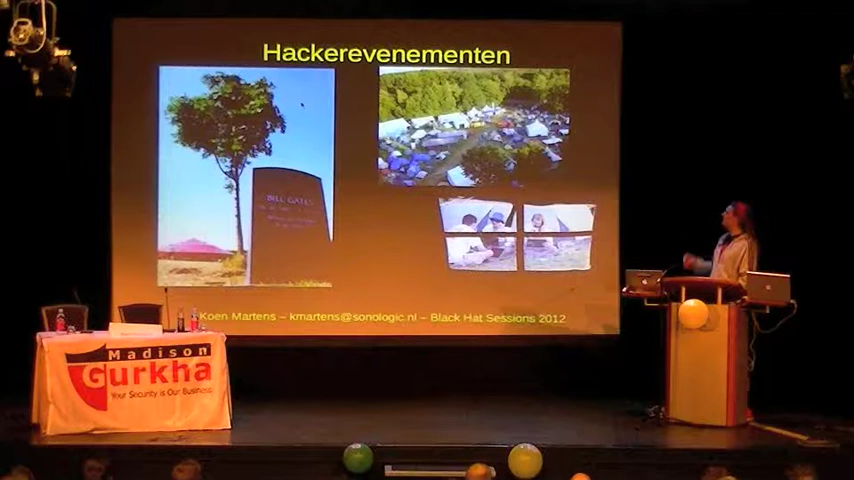 Hackerevenementen
BILL GATES
Koen Martens – kmartens@sonologic.nl – Black Hat Sessions 2012
Madison
Gurkha
Your Security is Our Business